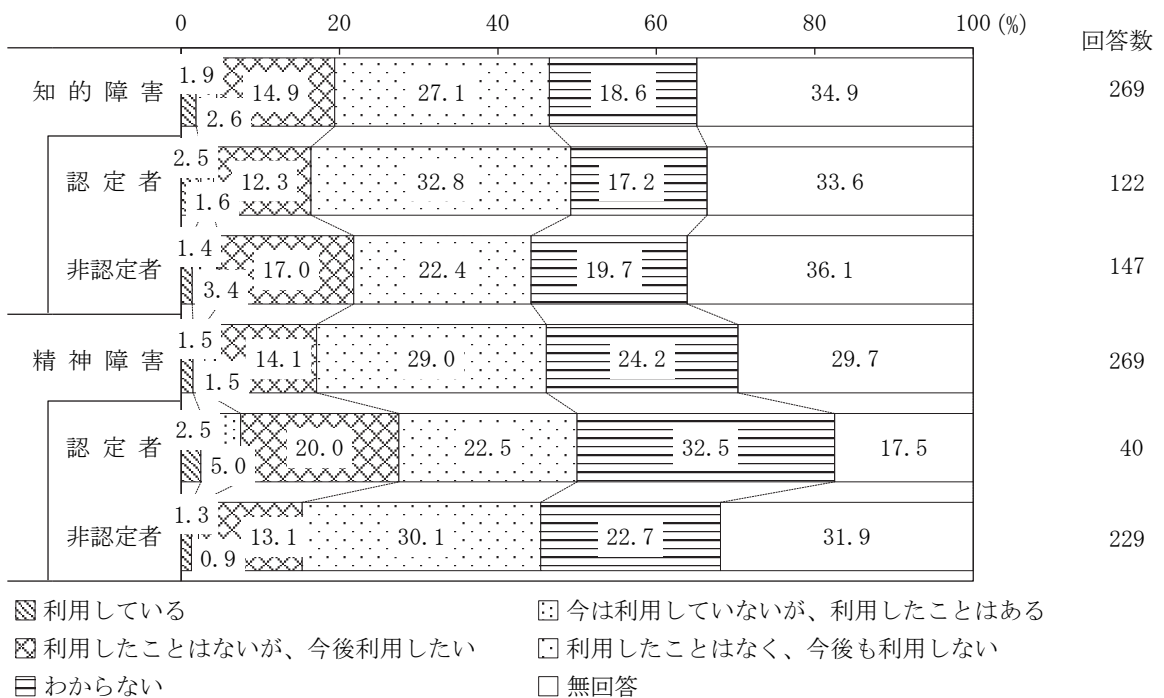 0 20 40 60 80 100 (%)
回答数
知的障害 1.9 2.6 14.9 27.1 18.6 34.9 269
認定者 2.5 1.6 12.3 32.8 17.2 33.6 122
非認定者 1.4 3.4 17.0 22.4 19.7 36.1 147
精神障害 1.5 1.5 14.1 29.0 24.2 29.7 269
認定者 2.5 5.0 20.0 22.5 32.5 17.5 40
非認定者 1.3 0.9 13.1 30.1 22.7 31.9 229
利用している 今は利用していないが、利用したことはある
利用したことはないが、今後利用したい 利用したことはなく、今後も利用しない
わからない 無回答